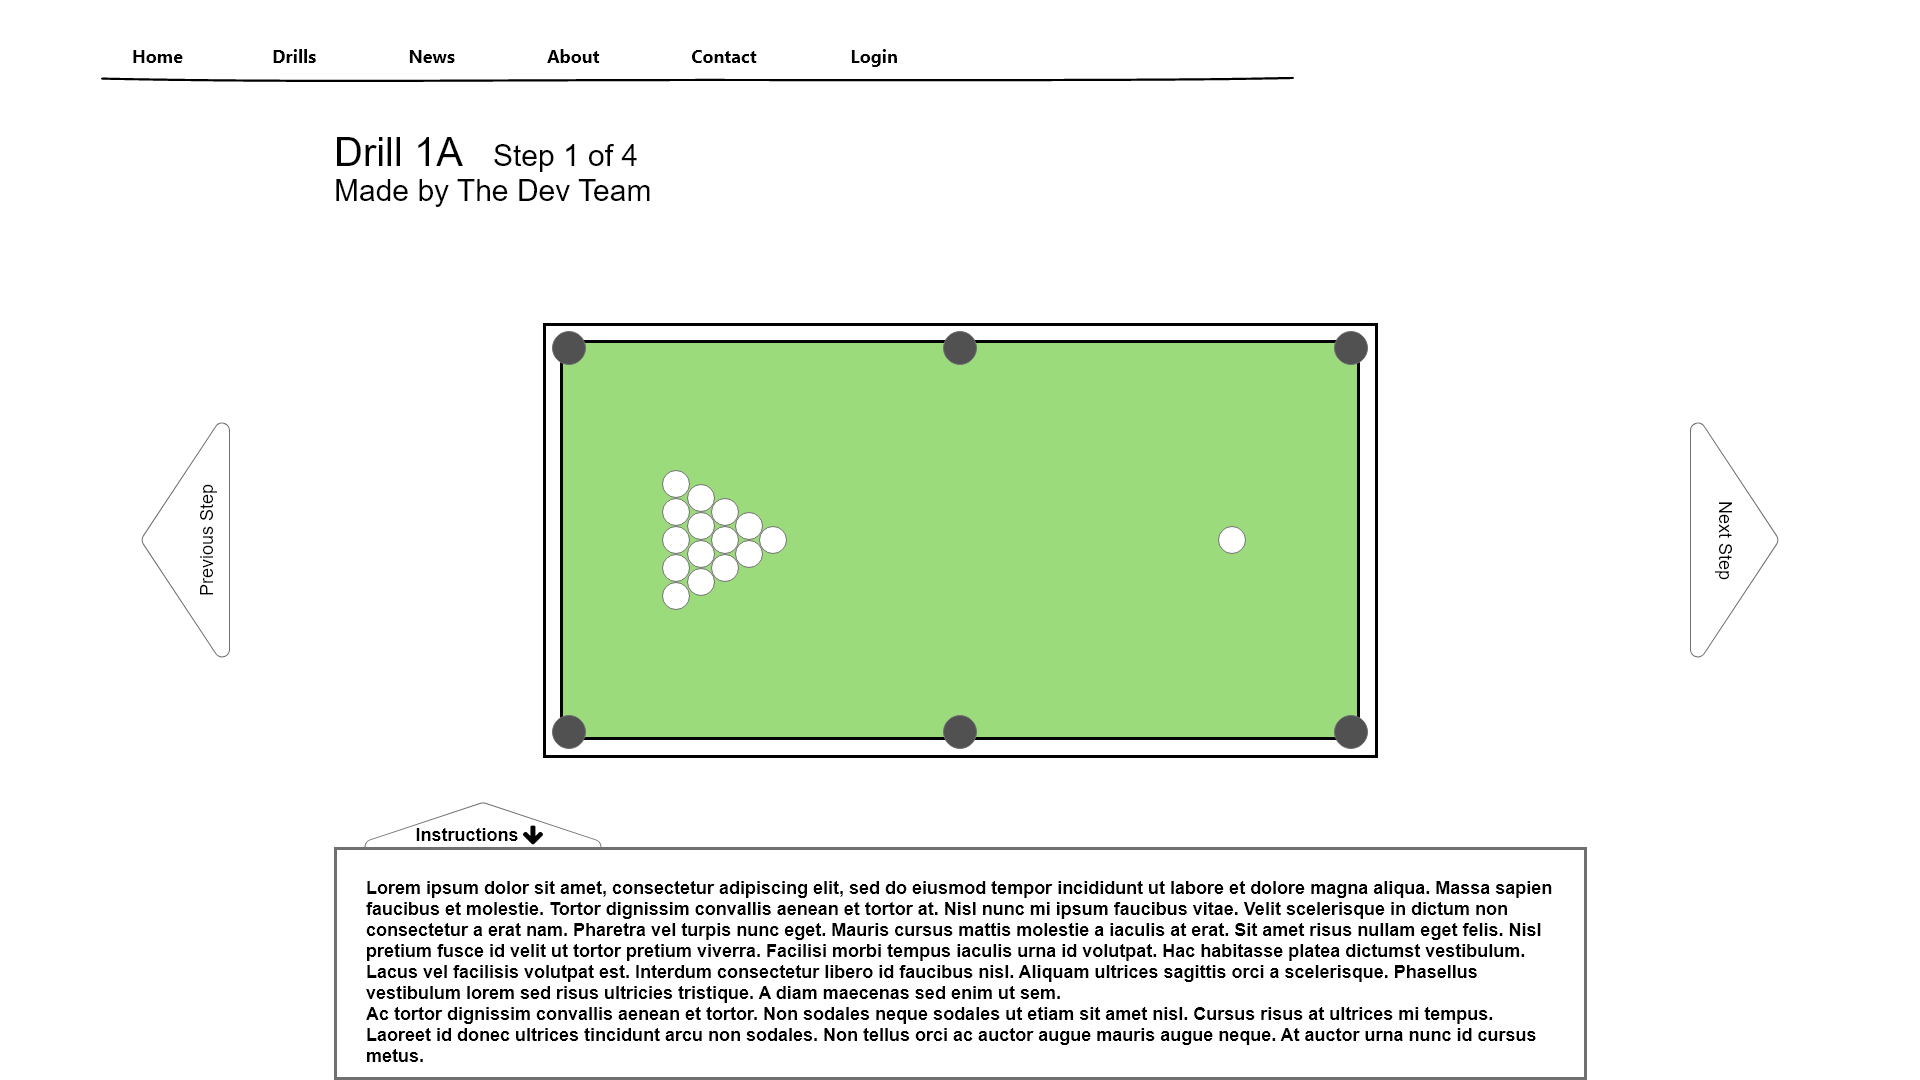 Home Drills News About Contact Login
Drill 1A Step 1 of 4
Made by The Dev Team
Previous Step
Next Step
Instructions
Lorem ipsum dolor sit amet, consectetur adipiscing elit, sed do eiusmod tempor incididunt ut labore et dolore magna aliqua. Massa sapien
faucibus et molestie. Tortor dignissim convallis aenean et tortor at. Nisl nunc mi ipsum faucibus vitae. Velit scelerisque in dictum non
consectetur a erat nam. Pharetra vel turpis nunc eget. Mauris cursus mattis molestie a iaculis at erat. Sit amet risus nullam eget felis. Nisl
pretium fusce id velit ut tortor pretium viverra. Facilisi morbi tempus iaculis urna id volutpat. Hac habitasse platea dictumst vestibulum.
Lacus vel facilisis volutpat est. Interdum consectetur libero id faucibus nisl. Aliquam ultrices sagittis orci a scelerisque. Phasellus
vestibulum lorem sed risus ultricies tristique. A diam maecenas sed enim ut sem.
Ac tortor dignissim convallis aenean et tortor. Non sodales neque sodales ut etiam sit amet nisl. Cursus risus at ultrices mi tempus.
Laoreet id donec ultrices tincidunt arcu non sodales. Non tellus orci ac auctor augue mauris augue neque. At auctor urna nunc id cursus
metus.